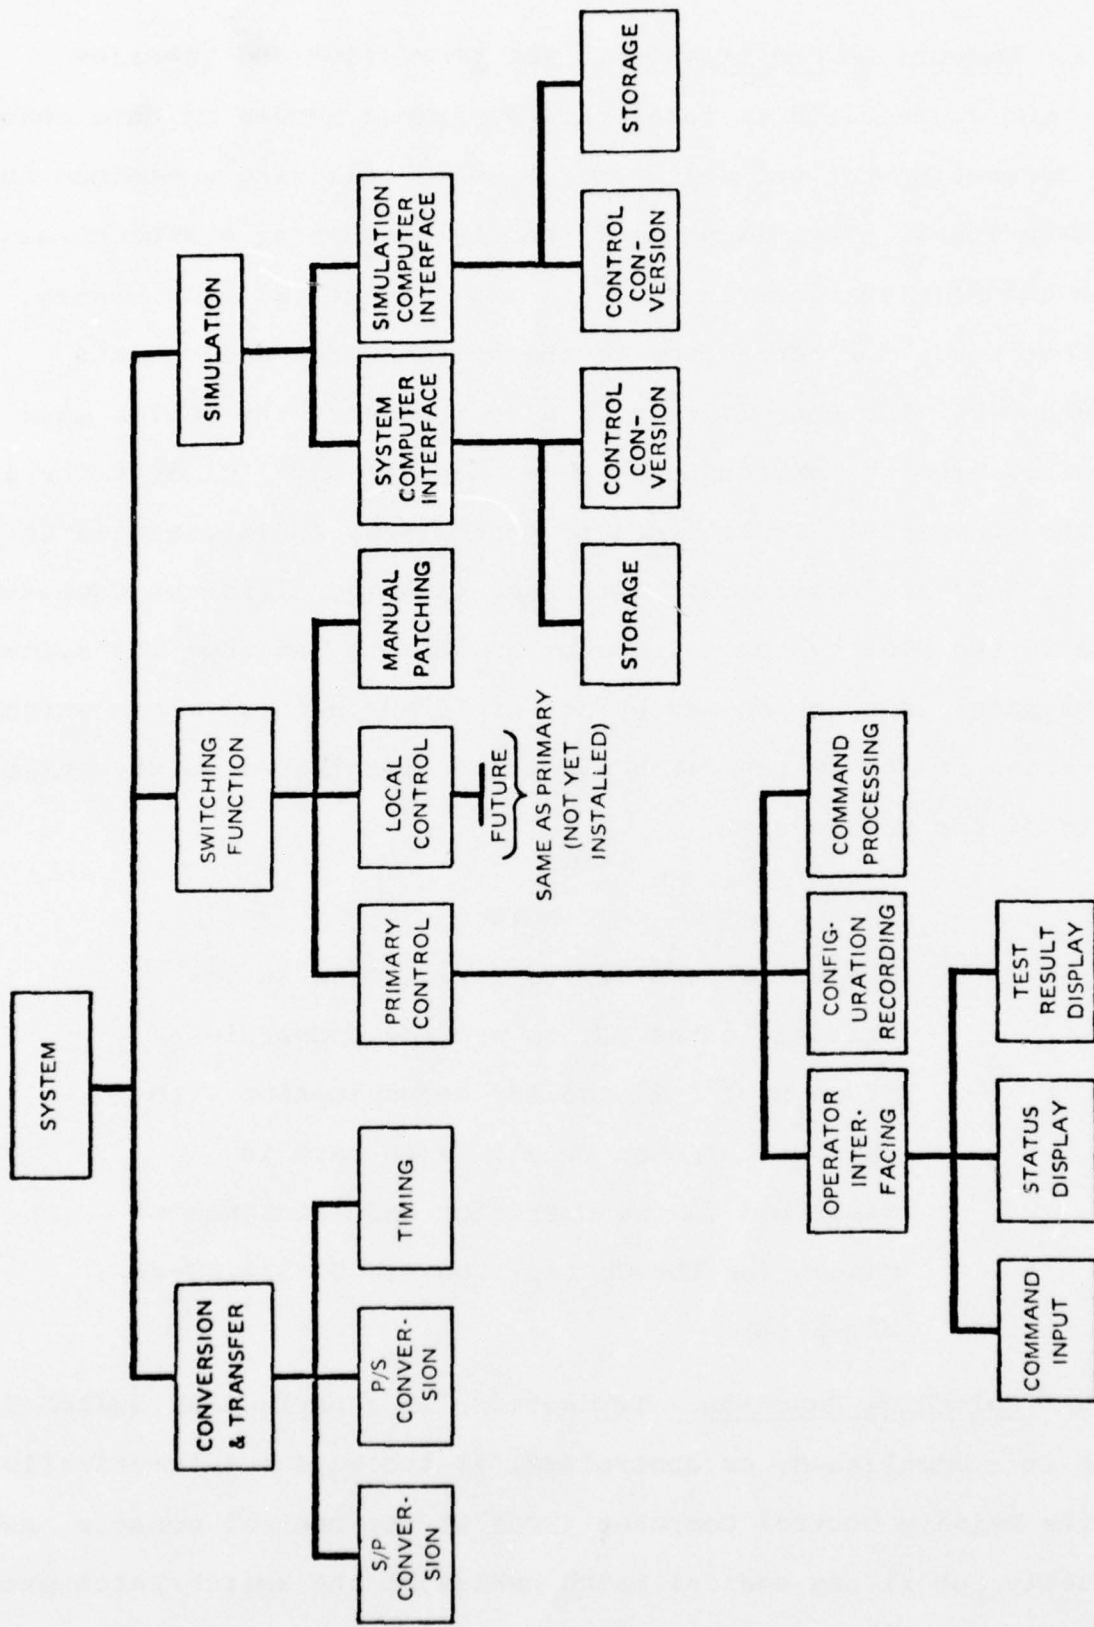 SYSTEM
CONVERSION
& TRANSFER
SWITCHING
FUNCTION
SIMULATION
S/P
CONVER-
SION
P/S
CONVER-
SION
TIMING
PRIMARY
CONTROL
LOCAL
CONTROL
MANUAL
PATCHING
SYSTEM
COMPUTER
INTERFACE
SIMULATION
COMPUTER
INTERFACE
FUTURE
SAME AS PRIMARY
(NOT YET
INSTALLED)
STORAGE
CONTROL
CON-
VERSION
CONTROL
CON-
VERSION
STORAGE
OPERATOR
INTER-
FACING
CONFIG-
URATION
RECORDING
COMMAND
PROCESSING
COMMAND
INPUT
STATUS
DISPLAY
TEST
RESULT
DISPLAY